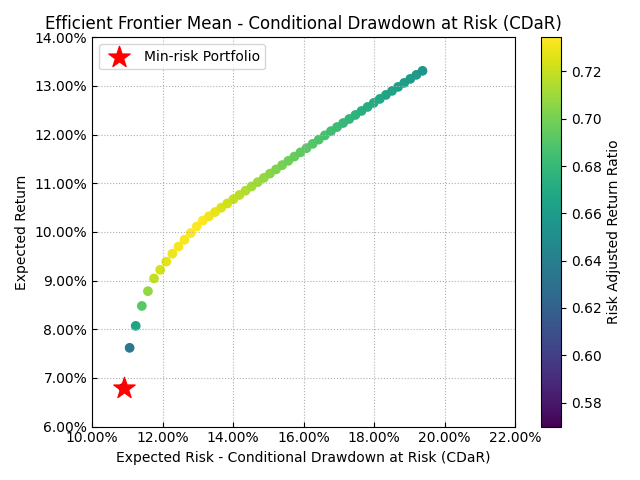 Efficient Frontier Mean - Conditional Drawdown at Risk (CDaR)
14.00%
13.00%
12.00%
11.00%
10.00%
9.00%
8.00%
7.00%
6.00%
Expected Return
Min-risk Portfolio
10.00% 12.00% 14.00% 16.00% 18.00% 20.00% 22.00%
Expected Risk - Conditional Drawdown at Risk (CDaR)
0.72
0.70
0.68
0.66
0.64
0.62
0.60
0.58
Risk Adjusted Return Ratio